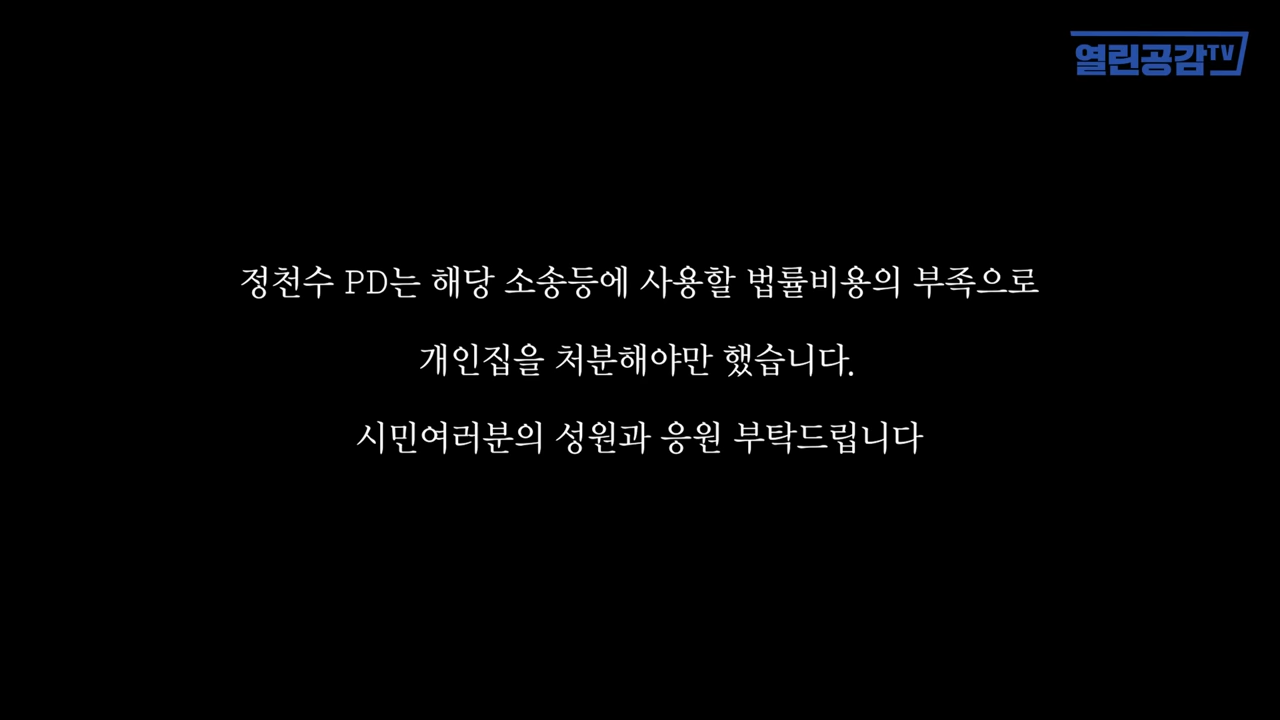 열린공감TV
정천수 PD는 해당 소송등에 사용할 법률비용의 부족으로
개인집을 처분해야만 했습니다.
시민여러분의 성원과 응원 부탁드립니다